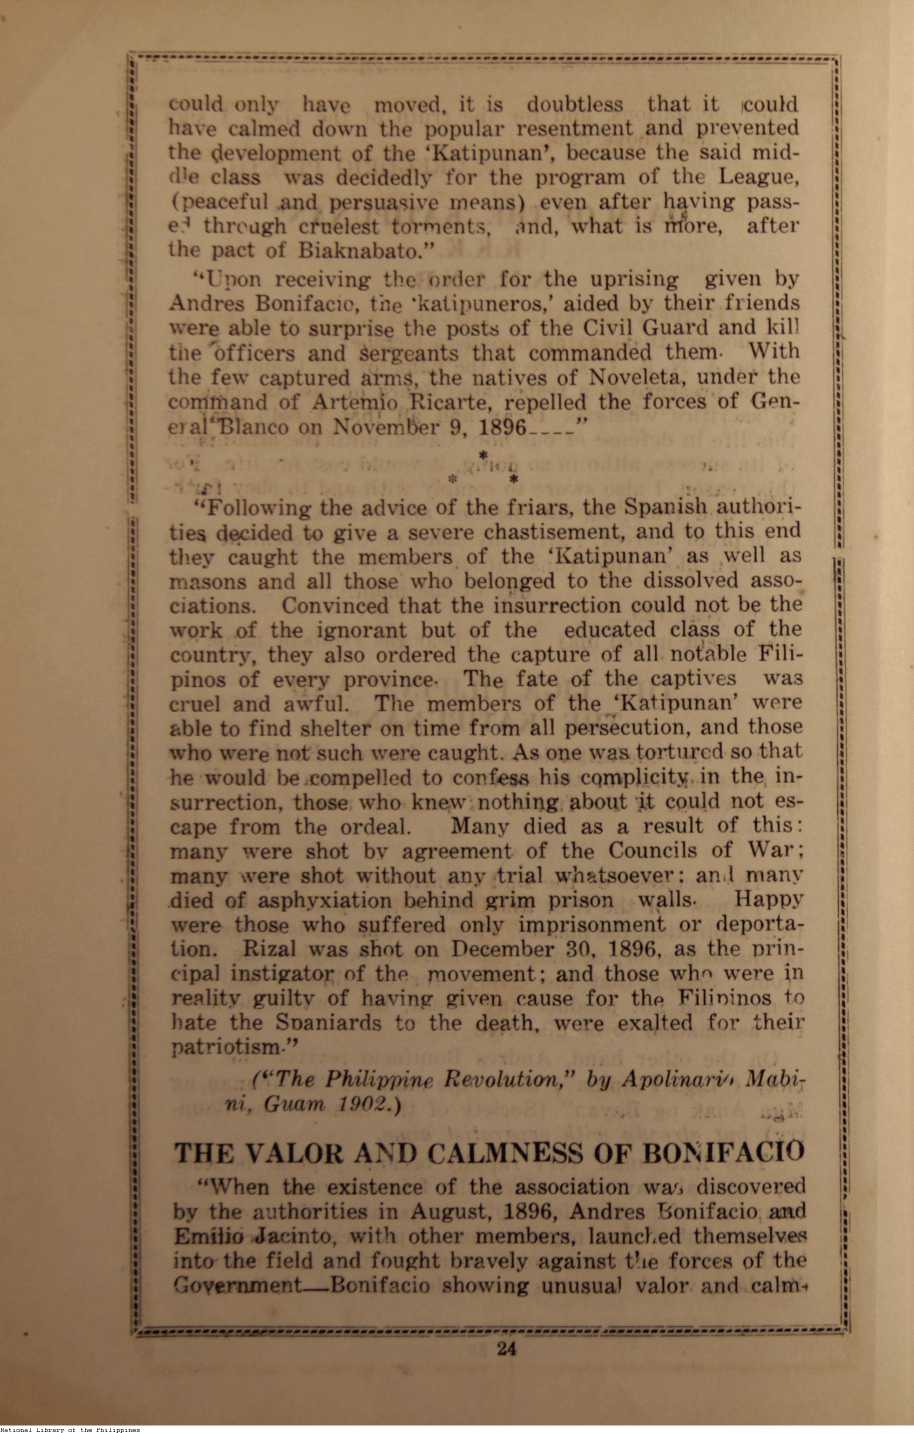 could only have moved, it is doubtless that it could
have calmed down the popular resentment and prevented
the development of the ‘Katipunan’, because the said mid-
dle class was decidedly for the program of the League,
(peaceful and persuasive means) even after having pass-
ed through cruelest torments, and, what is more, after
the pact of Biaknabato.”
“Upon receiving the order for the uprising given by
Andres Bonifacio, the ‘katipuneros,’ aided by their friends
were able to surprise the posts of the Civil Guard and kill
the officers and sergeants that commanded them. With
the few captured arms, the natives of Noveleta, under the
command of Artemio Ricarte, repelled the forces of Gen-
eral Blanco on November 9, 1896____”
*
* *
“Following the advice of the friars, the Spanish authori-
ties decided to give a severe chastisement, and to this end
they caught the members of the ‘Katipunan’ as well as
masons and all those who belonged to the dissolved asso-
ciations. Convinced that the insurrection could not be the
work of the ignorant but of the educated class of the
country, they also ordered the capture of all notable Fili-
pinos of every province. The fate of the captives was
cruel and awful. The members of the ‘Katipunan’ were
able to find shelter on time from all persecution, and those
who were not such were caught. As one was tortured so that
he would be compelled to confess his complicity in the in-
surrection, those who knew nothing about it could not es-
cape from the ordeal. Many died as a result of this:
many were shot by agreement of the Councils of War;
many were shot without any trial whatsoever: and many
died of asphyxiation behind grim prison walls. Happy
were those who suffered only imprisonment or deporta-
tion. Rizal was shot on December 30, 1896, as the prin-
cipal instigator of the movement; and those who were in
reality guilty of having given cause for the Filipinos to
hate the Spaniards to the death, were exalted for their
patriotism.”
(“The Philippine Revolution,” by Apolinario Mabi-
ni, Guam 1902.)
THE VALOR AND CALMNESS OF BONIFACIO
“When the existence of the association was discovered
by the authorities in August, 1896, Andres Bonifacio and
Emilio Jacinto, with other members, launched themselves
into the field and fought bravely against the forces of the
Government—Bonifacio showing unusual valor and calm-
24
National Library of the Philippines